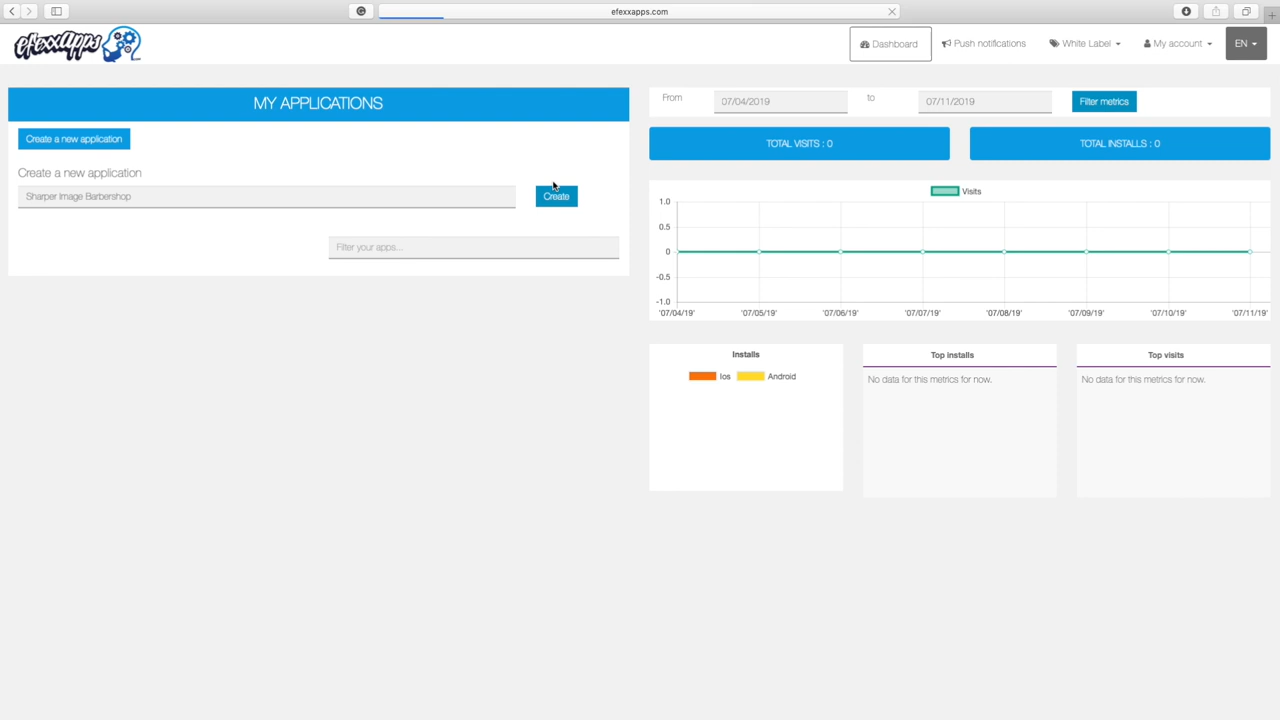 efexxapps.com
efexxapps
Dashboard
Push notifications
White Label
My account
EN
MY APPLICATIONS
Create a new application
Create a new application
Sharper Image Barbershop
Create
Filter your apps...
From
07/04/2019
to
07/11/2019
Filter metrics
TOTAL VISITS : 0
TOTAL INSTALLS : 0
Visits
1.0
0.5
0
-0.5
-1.0
'07/04/19'
'07/05/19'
'07/06/19'
'07/07/19'
'07/08/19'
'07/09/19'
'07/10/19'
'07/11/19'
Installs
Ios
Android
Top installs
No data for this metrics for now.
Top visits
No data for this metrics for now.